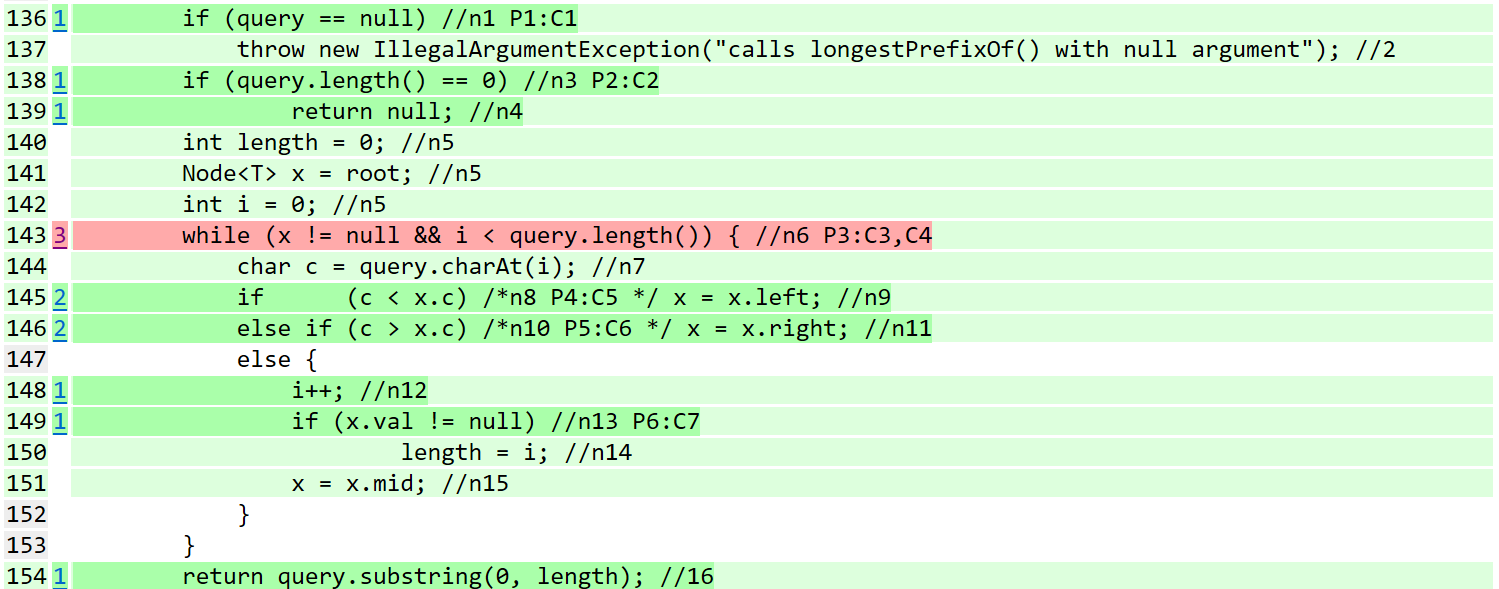 136 1 if (query == null) //n1 P1:C1
137 throw new IllegalArgumentException("calls longestPrefixOf() with null argument"); //2
138 1 if (query.length() == 0) //n3 P2:C2
139 1 return null; //n4
140 int length = 0; //n5
141 Node<T> x = root; //n5
142 int i = 0; //n5
143 3 while (x != null && i < query.length()) { //n6 P3:C3,C4
144 char c = query.charAt(i); //n7
145 2 if (c < x.c) /*n8 P4:C5 */ x = x.left; //n9
146 2 else if (c > x.c) /*n10 P5:C6 */ x = x.right; //n11
147 else {
148 1 i++; //n12
149 1 if (x.val != null) //n13 P6:C7
150 length = i; //n14
151 x = x.mid; //n15
152 }
153 }
154 1 return query.substring(0, length); //16